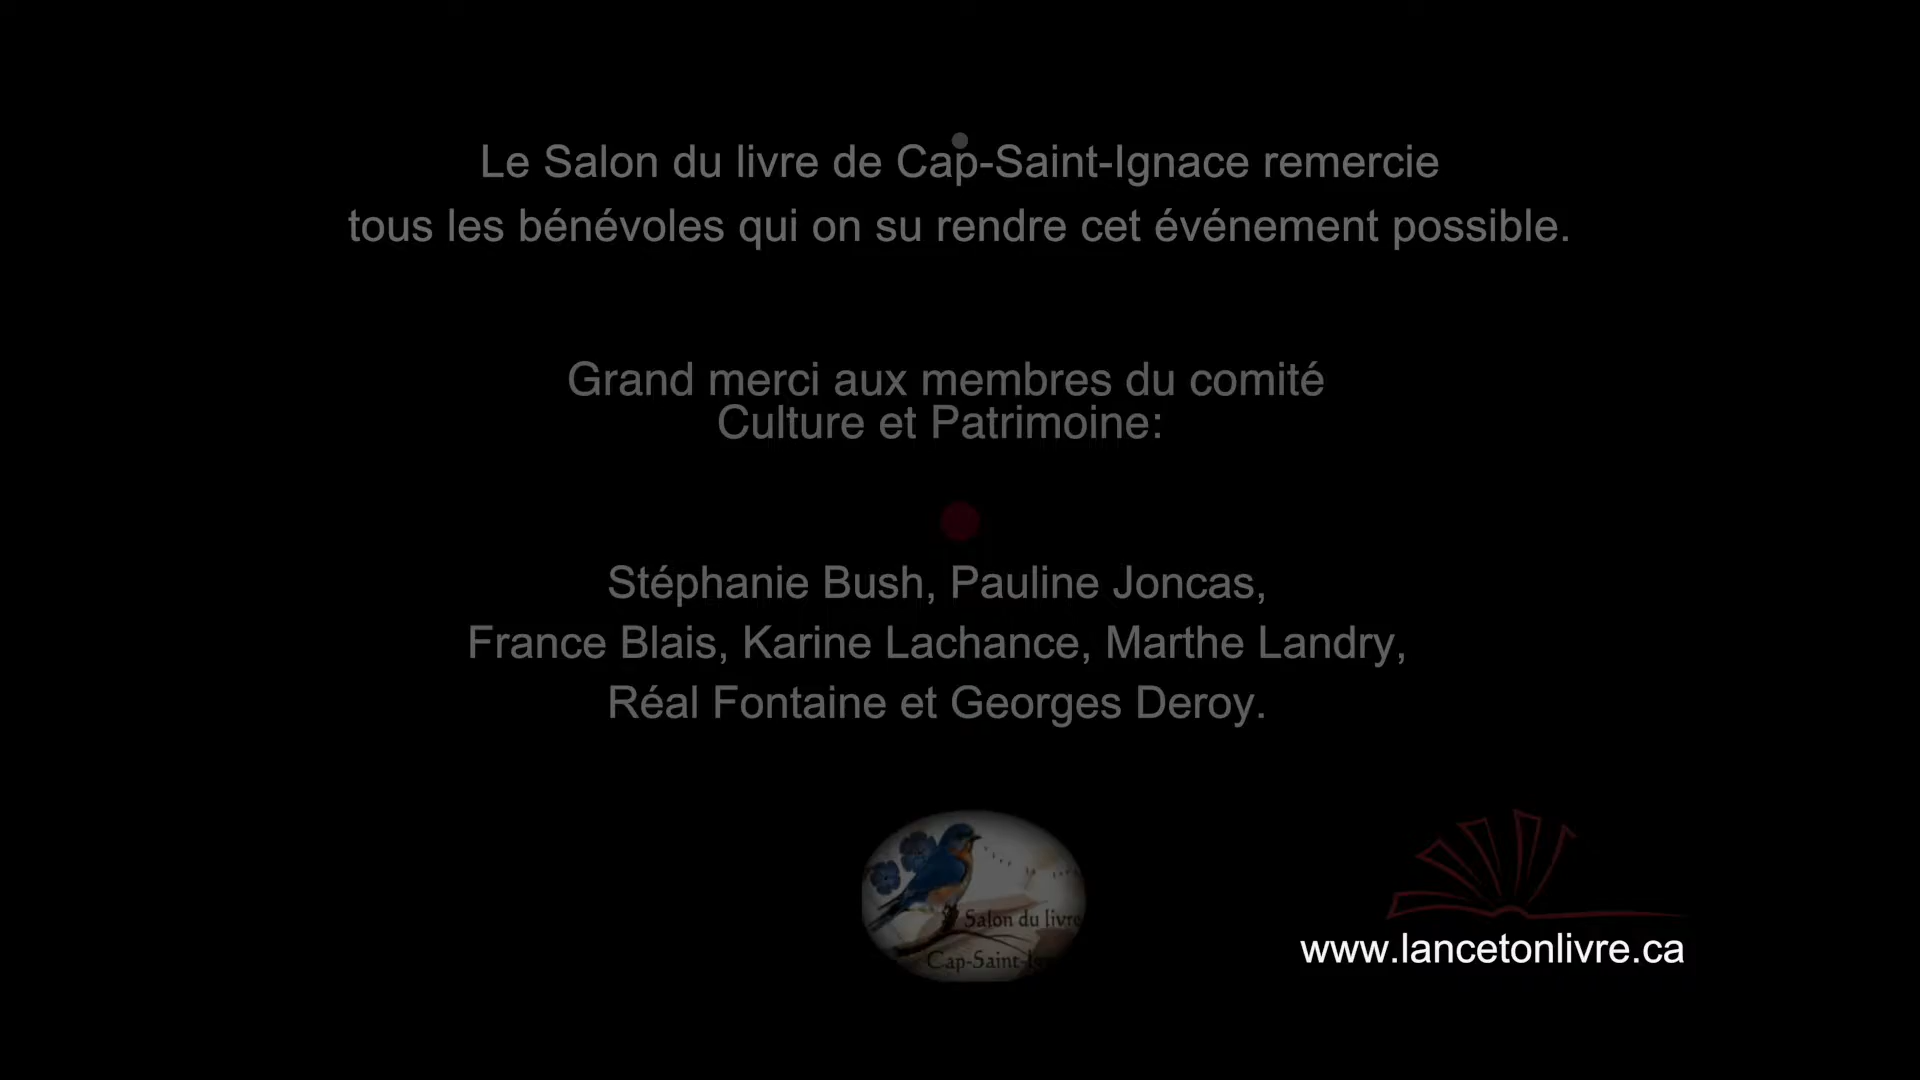 Le Salon du livre de Cap-Saint-Ignace remercie
tous les bénévoles qui on su rendre cet événement possible.
Grand merci aux membres du comité
Culture et Patrimoine:
Stéphanie Bush, Pauline Joncas,
France Blais, Karine Lachance, Marthe Landry,
Réal Fontaine et Georges Deroy.
Salon du livre
Cap-Saint-
www.lancetonlivre.ca